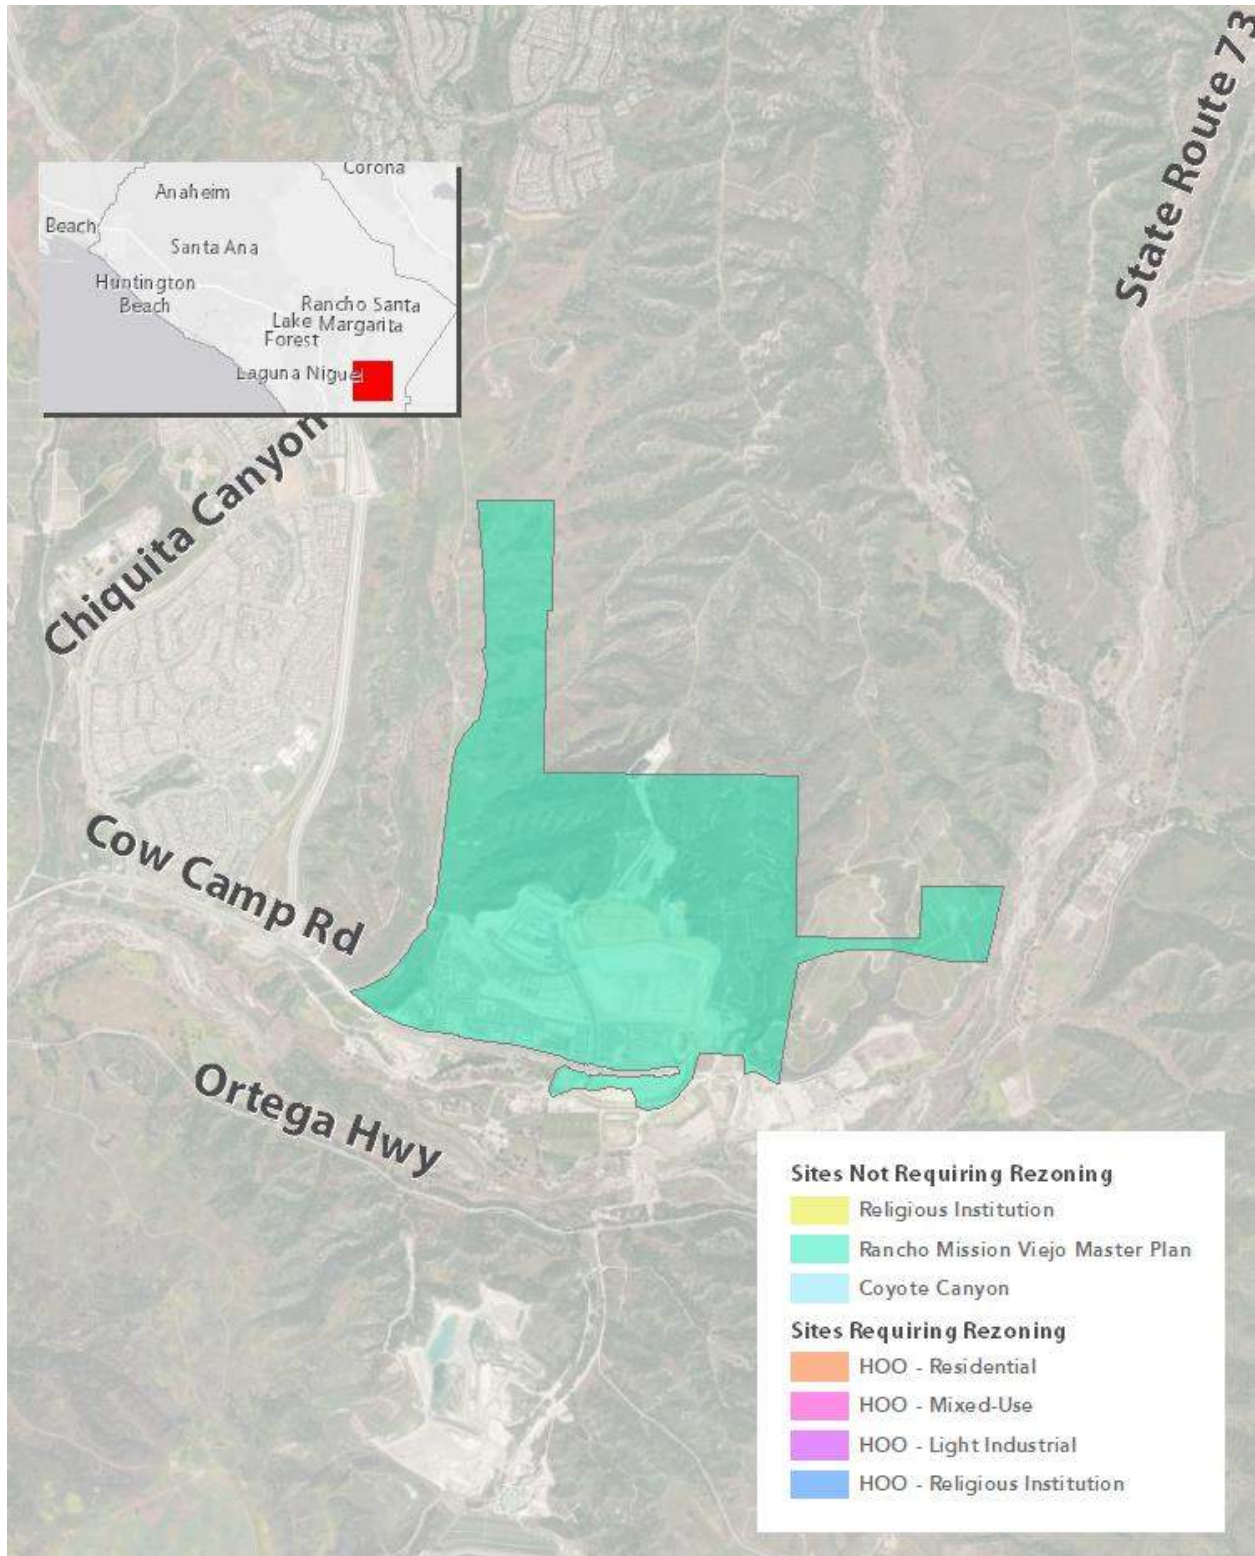 State Route 73
Corona
Anaheim
Beach
Santa Ana
Huntington
Beach
Rancho Santa
Margarita
Lake
Forest
Laguna Niguel
Chiquita Canyon
Cow Camp Rd
Ortega Hwy
Sites Not Requiring Rezoning
Religious Institution
Rancho Mission Viejo Master Plan
Coyote Canyon
Sites Requiring Rezoning
HOO - Residential
HOO - Mixed-Use
HOO - Light Industrial
HOO - Religious Institution